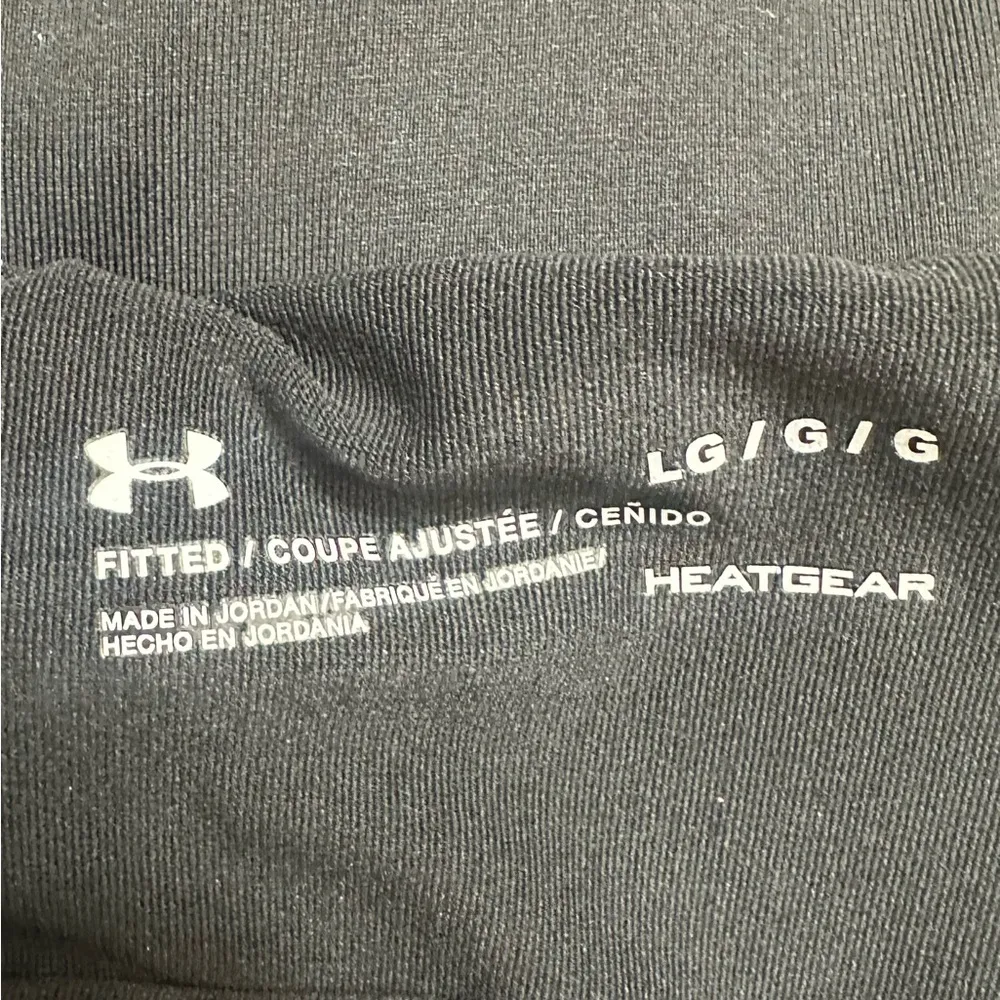 LG / G / G
FITTED / COUPE AJUSTÉE / CEÑIDO
MADE IN JORDAN / FABRIQUÉ EN JORDANIE /
HECHO EN JORDANIA
HEATGEAR